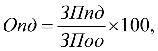 Опд = ЗПпд / ЗПоо × 100,